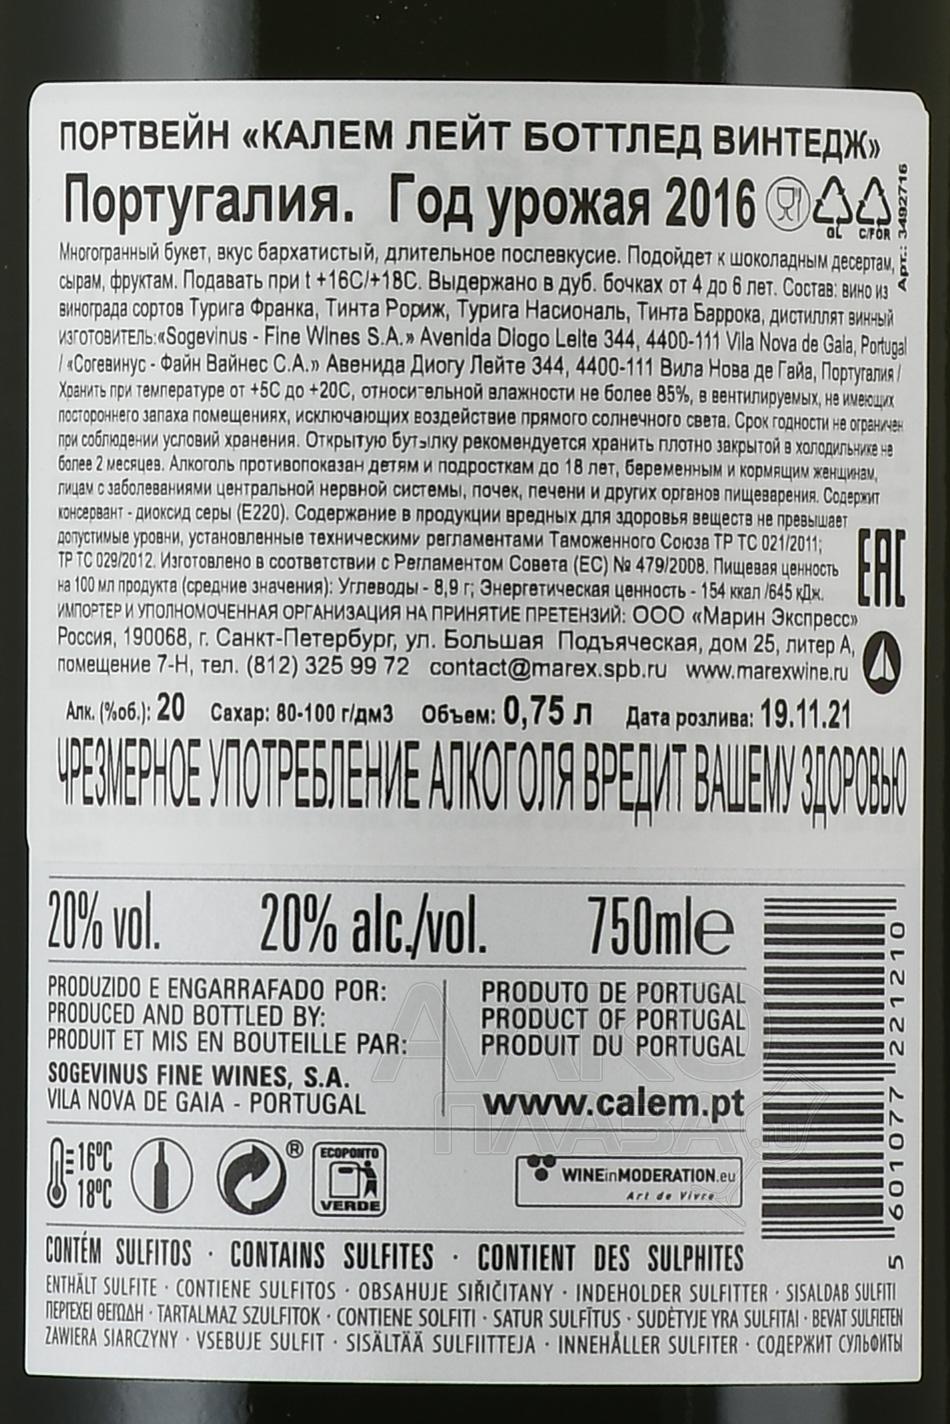 ПОРТВЕЙН «КАЛЕМ ЛЕЙТ БОТТЛЕД ВИНТЕДЖ»
Португалия. Год урожая 2016
GL C/FOR
Арт.: 3492716
Многогранный букет, вкус бархатистый, длительное послевкусие. Подойдет к шоколадным десертам,
сырам, фруктам. Подавать при t +16C/+18C. Выдержано в дуб. бочках от 4 до 6 лет. Состав: вино из
винограда сортов Турига Франка, Тинта Рориж, Турига Насиональ, Тинта Баррока, дистиллят винный
изготовитель:«Sogevinus - Fine Wines S.A.» Avenida Diogo Leite 344, 4400-111 Vila Nova de Gaia, Portugal
/ «Согевинус - Файн Вайнес С.А.» Авенида Диогу Лейте 344, 4400-111 Вила Нова де Гайа, Португалия /
Хранить при температуре от +5С до +20С, относительной влажности не более 85%, в вентилируемых, не имеющих
постороннего запаха помещениях, исключающих воздействие прямого солнечного света. Срок годности не ограничен
при соблюдении условий хранения. Открытую бутылку рекомендуется хранить плотно закрытой в холодильнике не
более 2 месяцев. Алкоголь противопоказан детям и подросткам до 18 лет, беременным и кормящим женщинам,
лицам с заболеваниями центральной нервной системы, почек, печени и других органов пищеварения. Содержит
консервант - диоксид серы (Е220). Содержание в продукции вредных для здоровья веществ не превышает
допустимые уровни, установленные техническими регламентами Таможенного Союза ТР ТС 021/2011;
ТР ТС 029/2012. Изготовлено в соответствии с Регламентом Совета (ЕС) № 479/2008. Пищевая ценность
на 100 мл продукта (средние значения): Углеводы - 8,9 г; Энергетическая ценность - 154 ккал /645 кДж.
EAC
ИМПОРТЕР И УПОЛНОМОЧЕННАЯ ОРГАНИЗАЦИЯ НА ПРИНЯТИЕ ПРЕТЕНЗИЙ: ООО «Марин Экспресс»
Россия, 190068, г. Санкт-Петербург, ул. Большая Подъяческая, дом 25, литер А,
помещение 7-Н, тел. (812) 325 99 72 contact@marex.spb.ru www.marexwine.ru
Алк. (%об.): 20 Сахар: 80-100 г/дм3 Объем: 0,75 л Дата розлива: 19.11.21
ЧРЕЗМЕРНОЕ УПОТРЕБЛЕНИЕ АЛКОГОЛЯ ВРЕДИТ ВАШЕМУ ЗДОРОВЬЮ
20% vol. 20% alc./vol. 750ml e
PRODUZIDO E ENGARRAFADO POR:
PRODUCED AND BOTTLED BY:
PRODUIT ET MIS EN BOUTEILLE PAR:
SOGEVINUS FINE WINES, S.A.
VILA NOVA DE GAIA - PORTUGAL
PRODUTO DE PORTUGAL
PRODUCT OF PORTUGAL
PRODUIT DU PORTUGAL
www.calem.pt
5 601077 221210
16ºC
18ºC
®
ECOPONTO
VERDE
WINEinMODERATION.eu
Art de Vivre
АЛКО
ПЛАЗА.ru
CONTÉM SULFITOS · CONTAINS SULFITES · CONTIENT DES SULPHITES
ENTHÄLT SULFITE · CONTIENE SULFITOS · OBSAHUJE SIŘIČITANY · INDEHOLDER SULFITTER · SISALDAB SULFITI
ΠΕΡΙΕΧΕΙ ΘΕΙΩΔΗ · TARTALMAZ SZULFITOK · CONTIENE SOLFITI · SATUR SULFĪTUS · SUDĖTYJE YRA SULFITAI · BEVAT SULFIETEN
ZAWIERA SIARCZYNY · VSEBUJE SULFIT · SISÄLTÄÄ SULFIITTEJA · INNEHÅLLER SULFITER · СОДЕРЖИТ СУЛЬФИТЫ